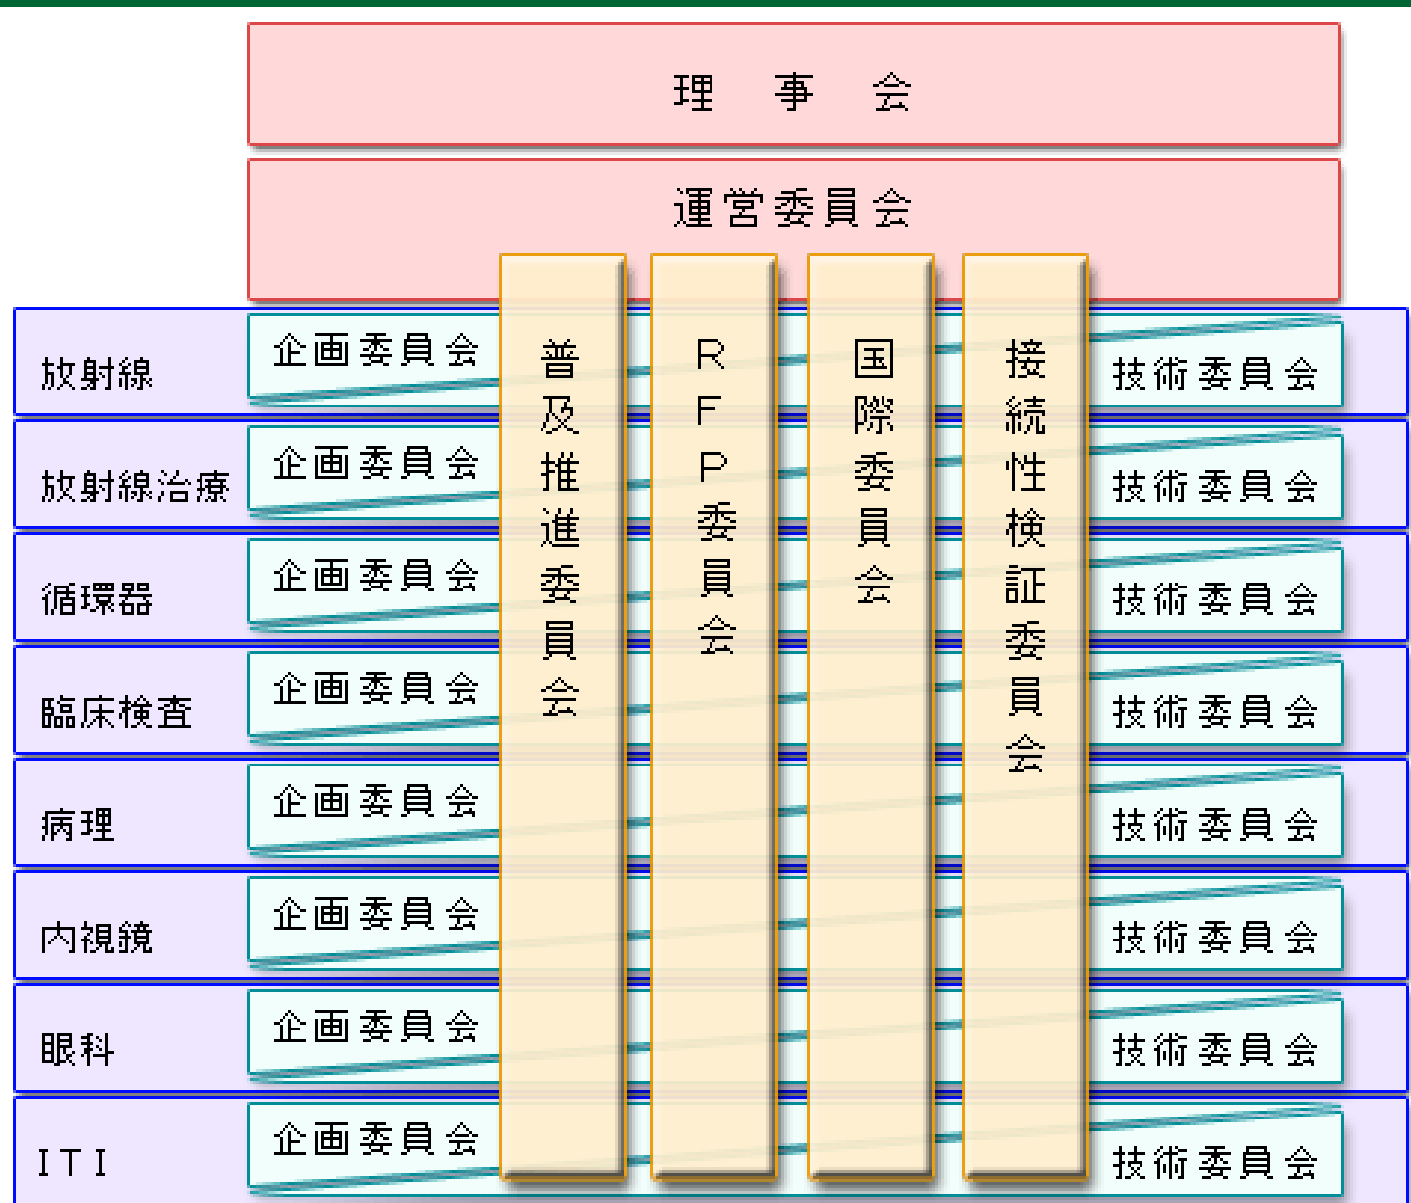 理事会
運営委員会
普及推進委員会
RFP委員会
国際委員会
接続性検証委員会
放射線
企画委員会
技術委員会
放射線治療
企画委員会
技術委員会
循環器
企画委員会
技術委員会
臨床検査
企画委員会
技術委員会
病理
企画委員会
技術委員会
内視鏡
企画委員会
技術委員会
眼科
企画委員会
技術委員会
ITI
企画委員会
技術委員会